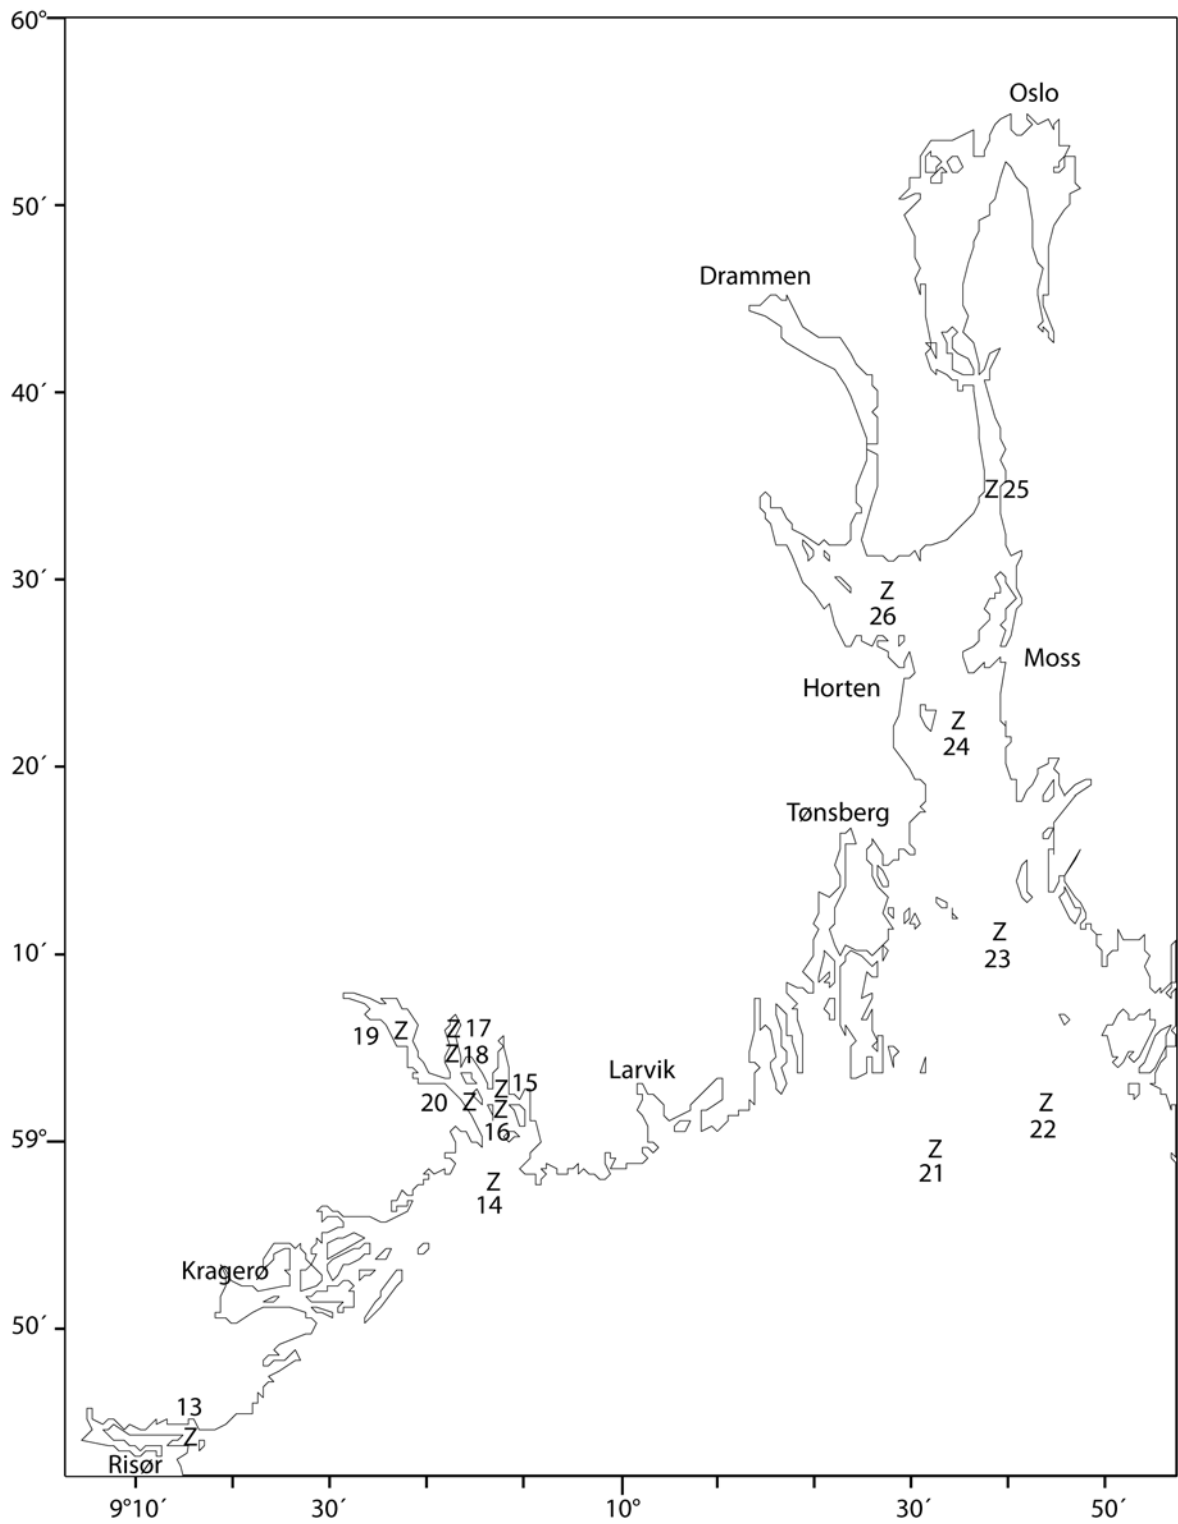 60°
Oslo
50´
Drammen
40´
Z 25
30´
Z
26
Moss
Horten
Z
24
20´
Tønsberg
Z
23
10´
19 Z
Z 17
Z 18
Larvik
Z 15
20 Z
Z
16
Z
22
59°
Z
21
Z
14
Kragerø
50´
13
Z
Risør
9°10´ 30´ 10° 30´ 50´